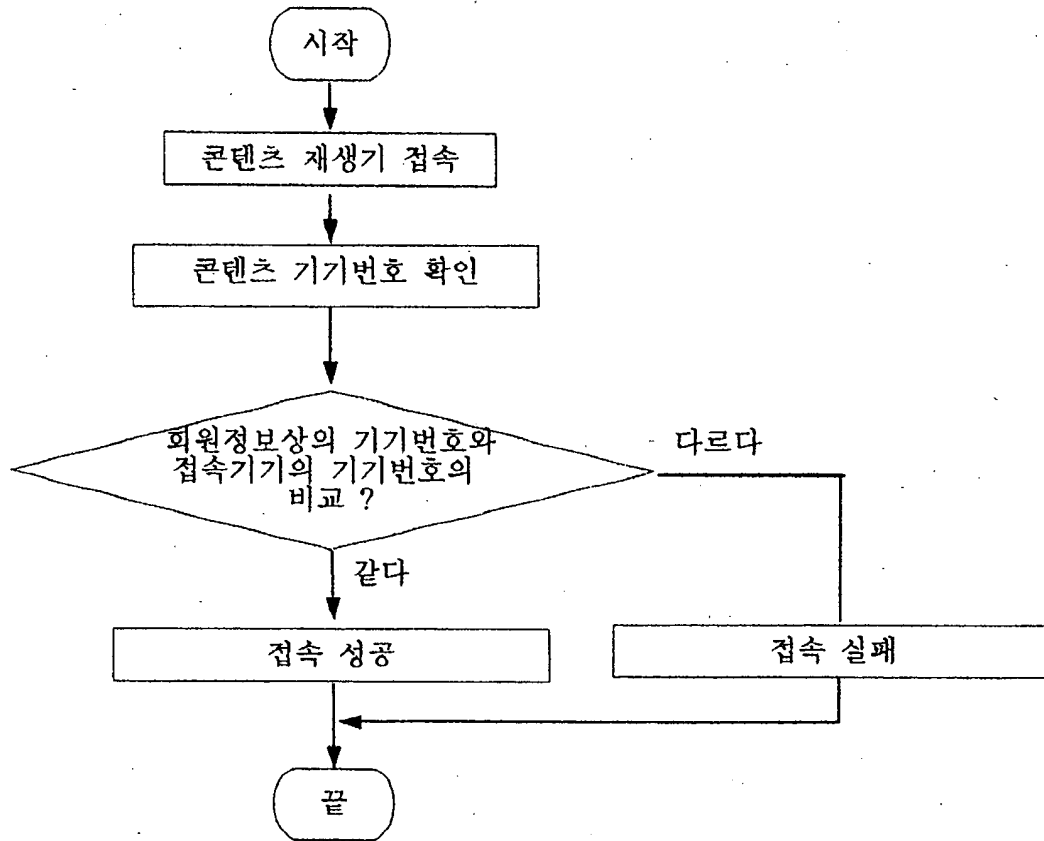 시작
콘텐츠 재생기 접속
콘텐츠 기기번호 확인
회원정보상의 기기번호와
접속기기의 기기번호의
비교 ?
다르다
같다
접속 성공
접속 실패
끝